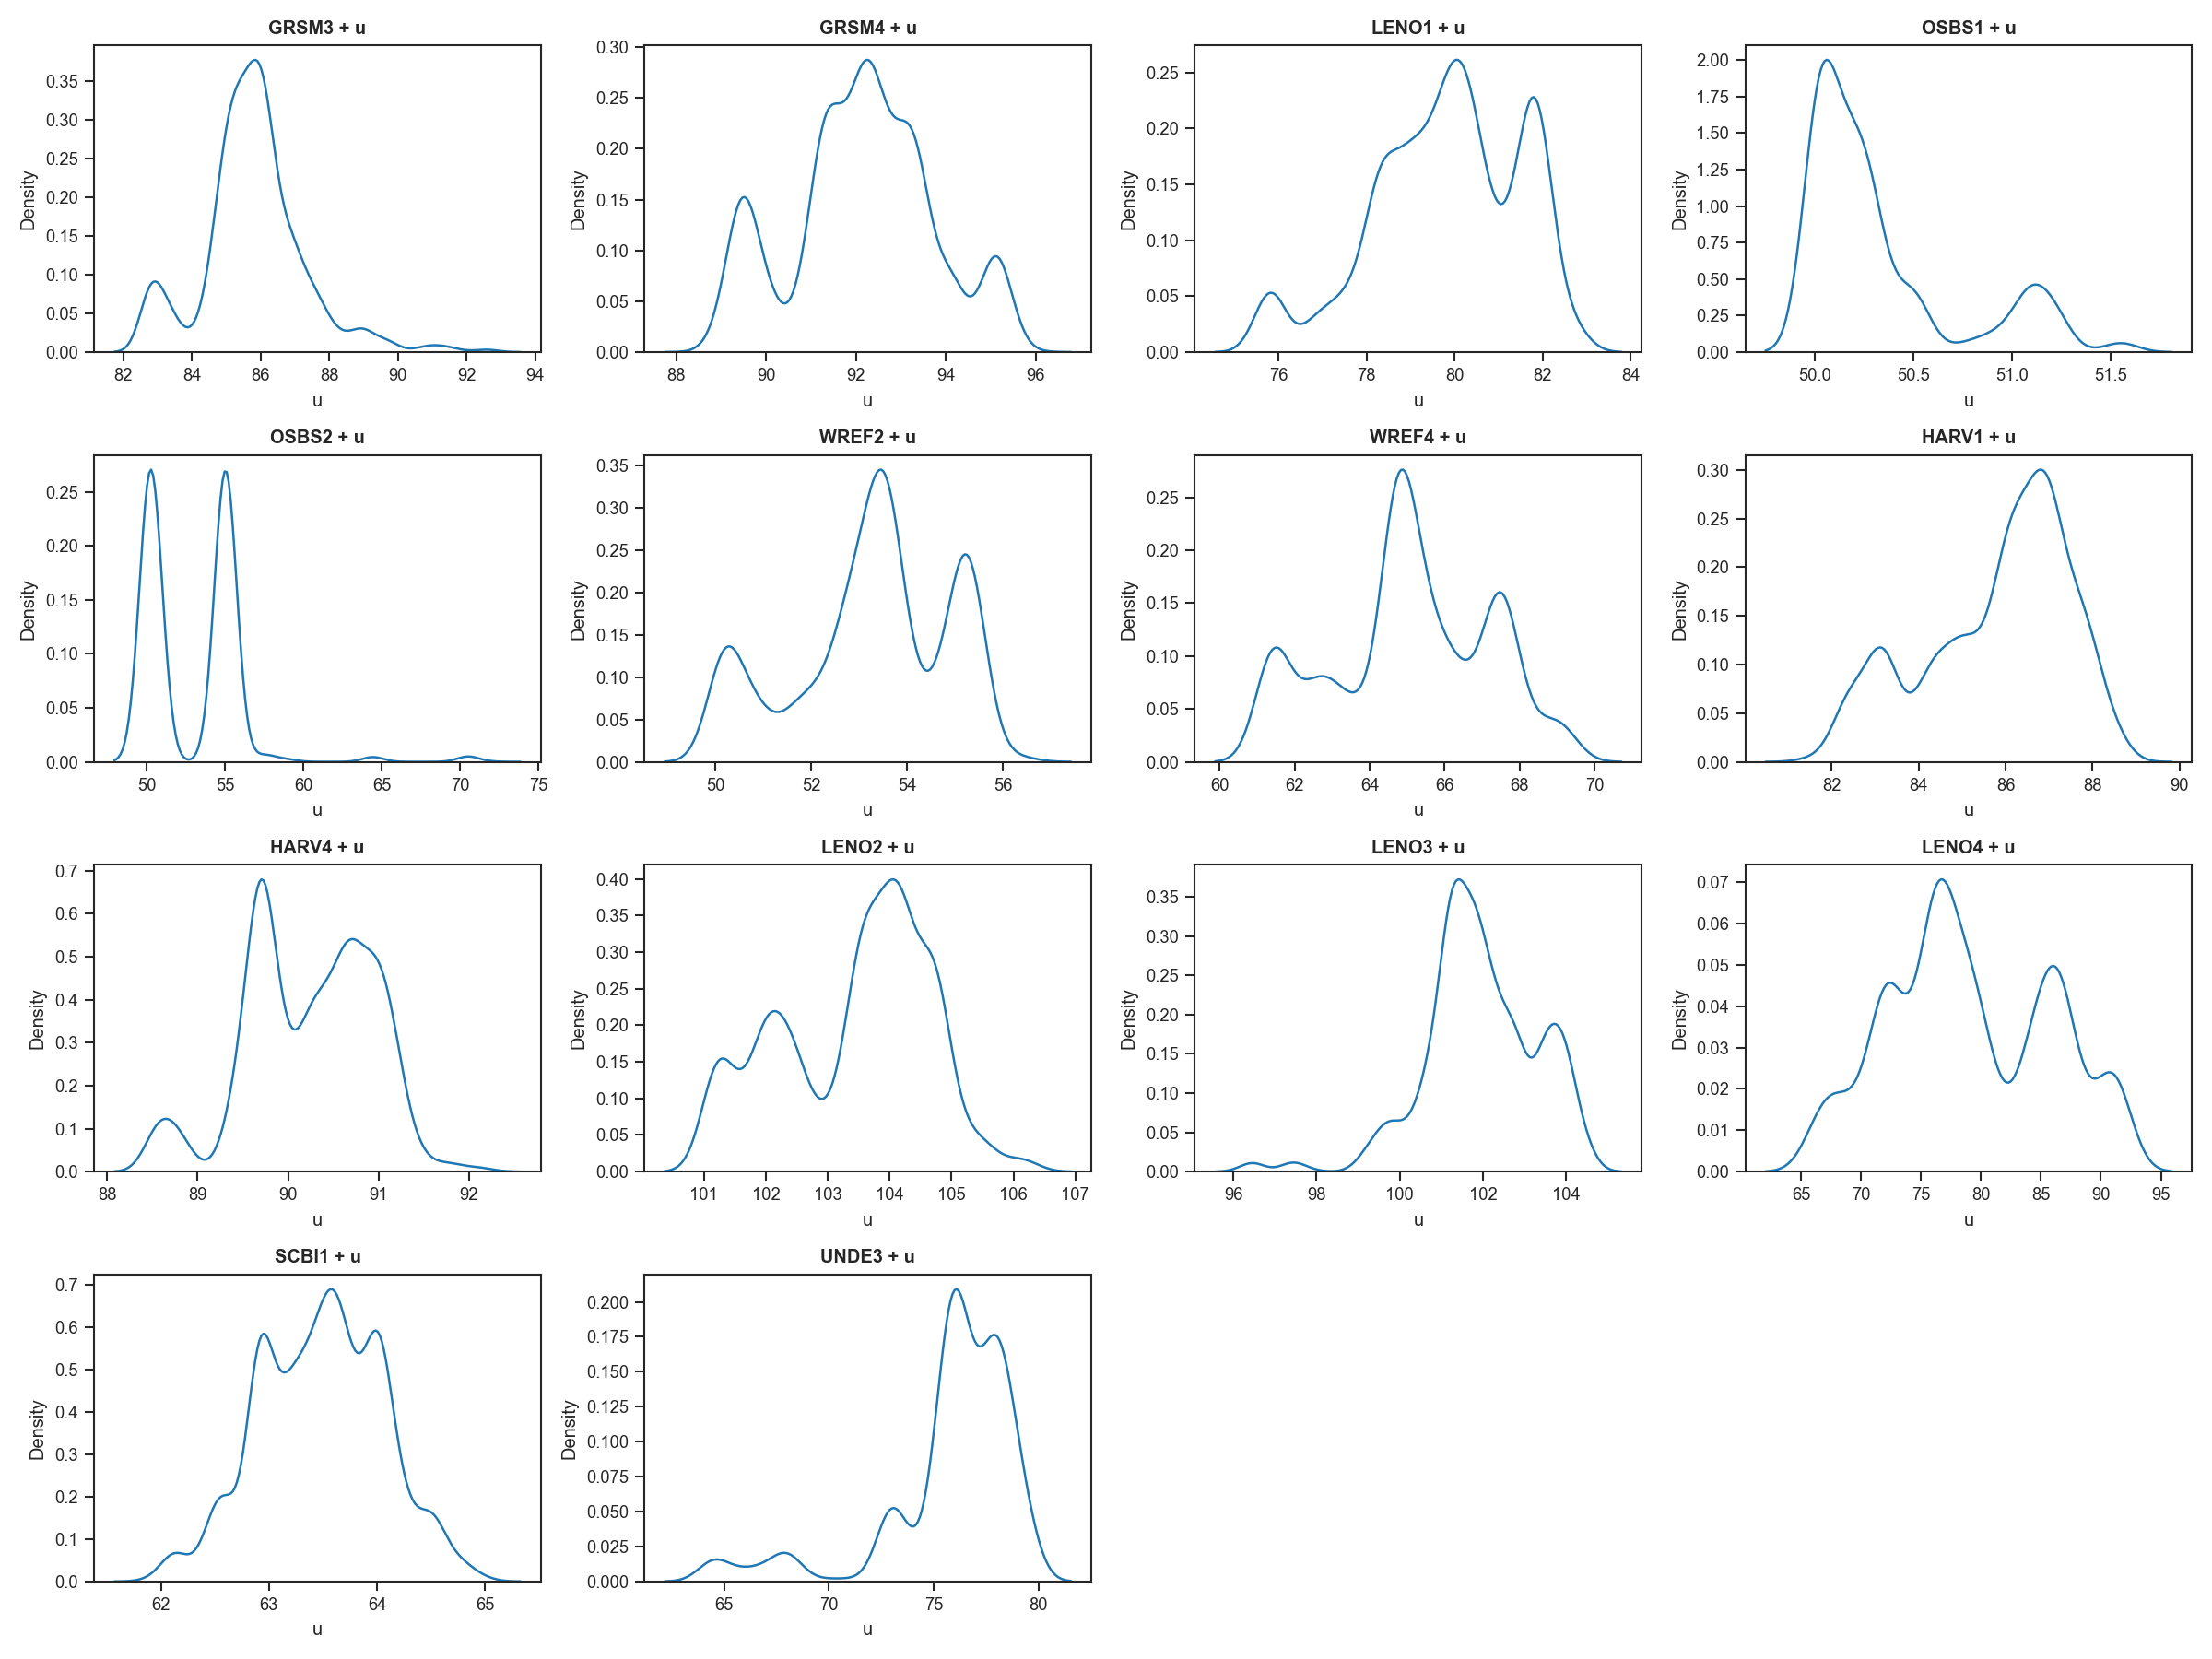 GRSM3 + u
GRSM4 + u
LENO1 + u
OSBS1 + u
Density
0.35
0.30
0.25
0.20
0.15
0.10
0.05
0.00
82 84 86 88 90 92 94
u
Density
0.30
0.25
0.20
0.15
0.10
0.05
0.00
88 90 92 94 96
u
Density
0.25
0.20
0.15
0.10
0.05
0.00
76 78 80 82 84
u
Density
2.00
1.75
1.50
1.25
1.00
0.75
0.50
0.25
0.00
50.0 50.5 51.0 51.5
u
OSBS2 + u
WREF2 + u
WREF4 + u
HARV1 + u
Density
0.25
0.20
0.15
0.10
0.05
0.00
50 55 60 65 70 75
u
Density
0.35
0.30
0.25
0.20
0.15
0.10
0.05
0.00
50 52 54 56
u
Density
0.25
0.20
0.15
0.10
0.05
0.00
60 62 64 66 68 70
u
Density
0.30
0.25
0.20
0.15
0.10
0.05
0.00
82 84 86 88 90
u
HARV4 + u
LENO2 + u
LENO3 + u
LENO4 + u
Density
0.7
0.6
0.5
0.4
0.3
0.2
0.1
0.0
88 89 90 91 92
u
Density
0.40
0.35
0.30
0.25
0.20
0.15
0.10
0.05
0.00
101 102 103 104 105 106 107
u
Density
0.35
0.30
0.25
0.20
0.15
0.10
0.05
0.00
96 98 100 102 104
u
Density
0.07
0.06
0.05
0.04
0.03
0.02
0.01
0.00
65 70 75 80 85 90 95
u
SCBI1 + u
UNDE3 + u
Density
0.7
0.6
0.5
0.4
0.3
0.2
0.1
0.0
62 63 64 65
u
Density
0.200
0.175
0.150
0.125
0.100
0.075
0.050
0.025
0.000
65 70 75 80
u